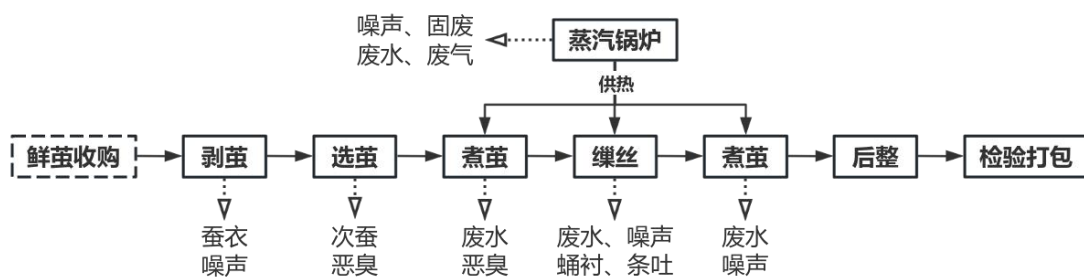 噪声、固废
废水、废气
蒸汽锅炉
供热
鲜茧收购
剥茧
选茧
煮茧
缫丝
煮茧
后整
检验打包
蚕衣
噪声
次蚕
恶臭
废水
恶臭
废水、噪声
蛹衬、条吐
废水
噪声